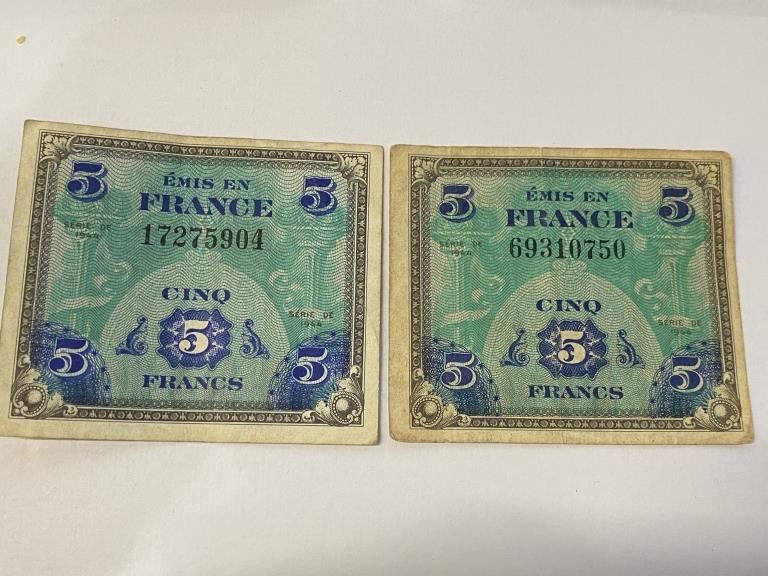 5 ÉMIS EN 5
FRANCE
SÉRIE DE
1944
17275904
CINQ
SÉRIE DE
1944
5
5 5
FRANCS
5 ÉMIS EN 5
FRANCE
SÉRIE DE
1944
69310750
CINQ
SÉRIE DE
1944
5
5 5
FRANCS